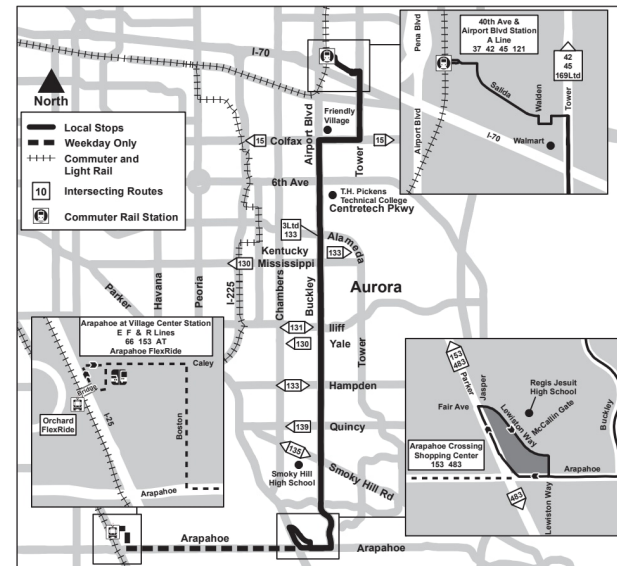 40th Ave &
Airport Blvd Station
A Line
37 42 45 121
Pena Blvd
42
45
169Ltd
Tower
Salida
Walden
I-70
Walmart
Airport Blvd
I-70
North
Local Stops
Weekday Only
Commuter and
Light Rail
10
Intersecting Routes
Commuter Rail Station
Friendly
Village
Airport Blvd
15
Colfax
15
Tower
6th Ave
T.H. Pickens
Technical College
Centretech Pkwy
3Ltd
133
Alameda
Kentucky
133
130
Mississippi
Parker
Havana
Peoria
I-225
Chambers
Buckley
Aurora
131
Iliff
130
Yale
Tower
133
Hampden
139
Quincy
135
Smoky Hill
High School
Smoky Hill Rd
Arapahoe
Arapahoe
Arapahoe at Village Center Station
E F & R Lines
66 153 AT
Arapahoe FlexRide
Caley
Bridge
Orchard
FlexRide
I-25
Boston
Arapahoe
153
483
Parker
Jasper
Regis Jesuit
High School
Fair Ave
Lewiston Way
McCallin Gate
Buckley
Arapahoe Crossing
Shopping Center
153 483
Arapahoe
483
Lewiston Way